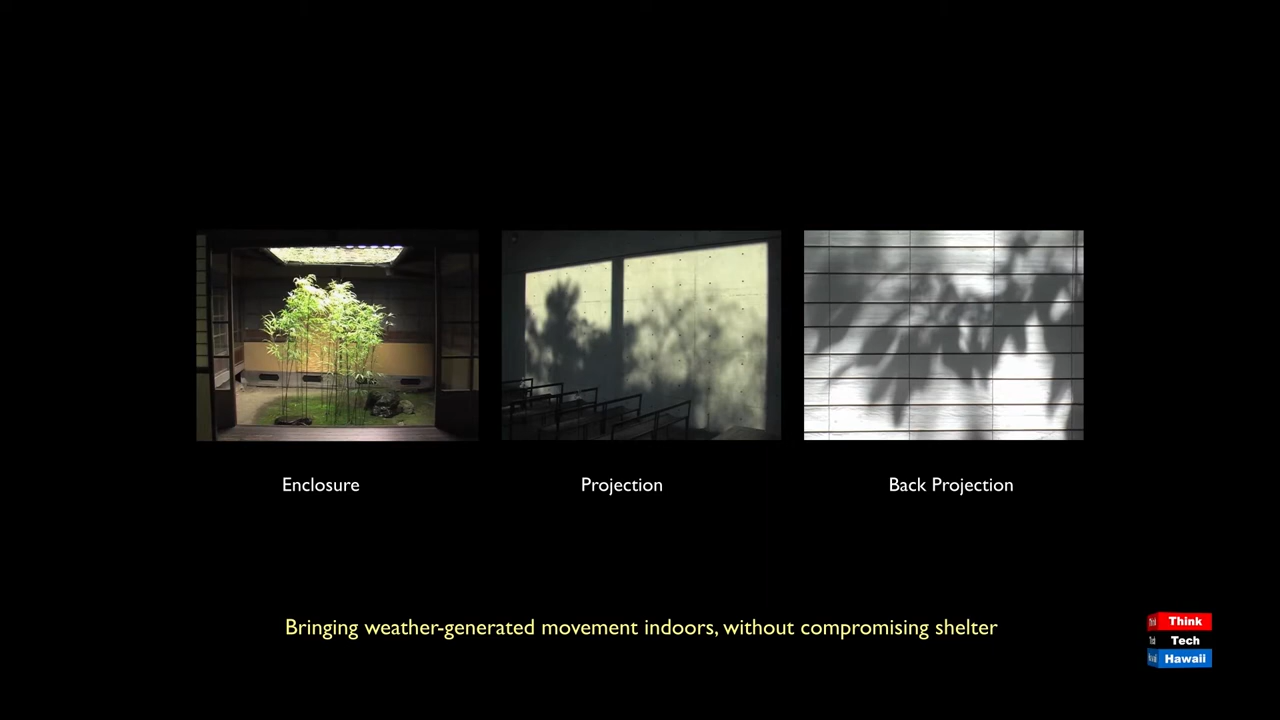 Enclosure
Projection
Back Projection
Bringing weather-generated movement indoors, without compromising shelter
Think
Tech
Hawaii